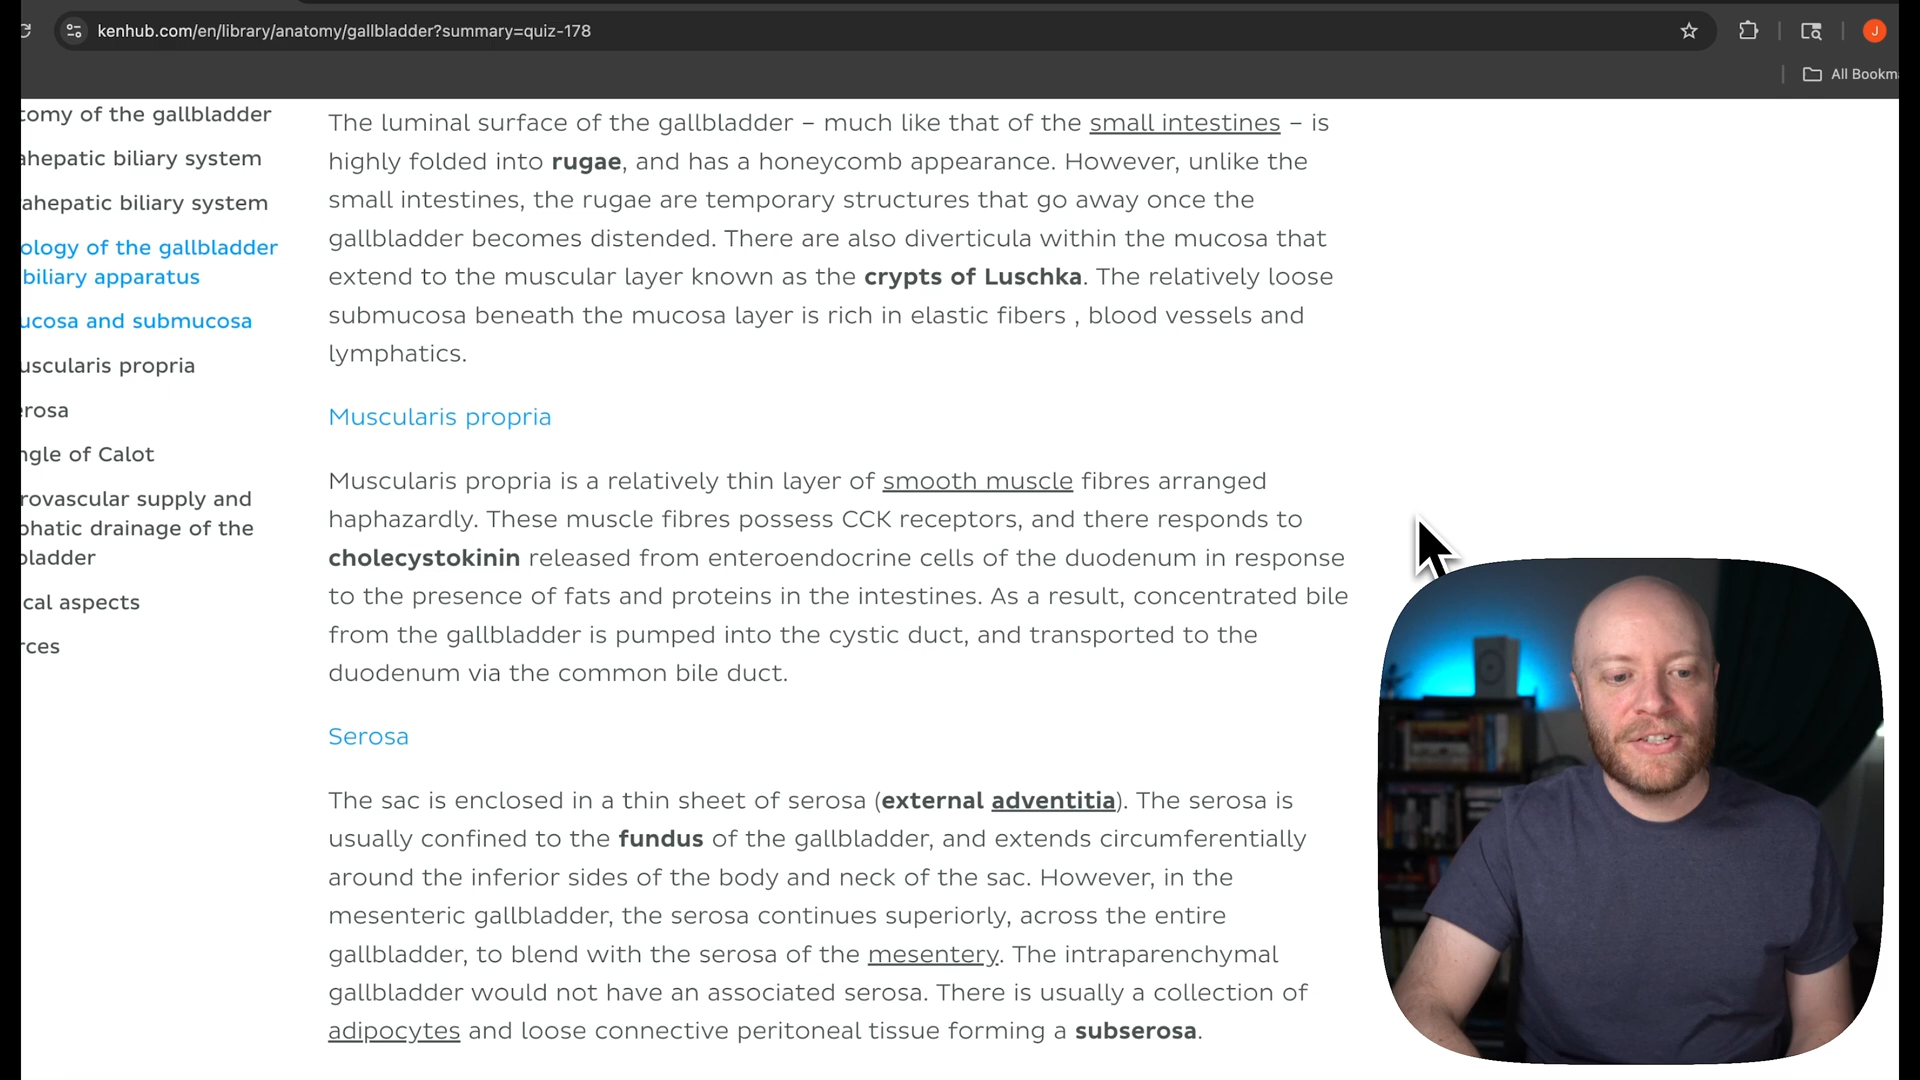 kenhub.com/en/library/anatomy/gallbladder?summary=quiz-178
J
All Bookm
tomy of the gallbladder
ahepatic biliary system
ahepatic biliary system
ology of the gallbladder
biliary apparatus
ucosa and submucosa
uscularis propria
erosa
ngle of Calot
rovascular supply and
phatic drainage of the
bladder
cal aspects
rces
The luminal surface of the gallbladder – much like that of the small intestines – is
highly folded into rugae, and has a honeycomb appearance. However, unlike the
small intestines, the rugae are temporary structures that go away once the
gallbladder becomes distended. There are also diverticula within the mucosa that
extend to the muscular layer known as the crypts of Luschka. The relatively loose
submucosa beneath the mucosa layer is rich in elastic fibers , blood vessels and
lymphatics.
Muscularis propria
Muscularis propria is a relatively thin layer of smooth muscle fibres arranged
haphazardly. These muscle fibres possess CCK receptors, and there responds to
cholecystokinin released from enteroendocrine cells of the duodenum in response
to the presence of fats and proteins in the intestines. As a result, concentrated bile
from the gallbladder is pumped into the cystic duct, and transported to the
duodenum via the common bile duct.
Serosa
The sac is enclosed in a thin sheet of serosa (external adventitia). The serosa is
usually confined to the fundus of the gallbladder, and extends circumferentially
around the inferior sides of the body and neck of the sac. However, in the
mesenteric gallbladder, the serosa continues superiorly, across the entire
gallbladder, to blend with the serosa of the mesentery. The intraparenchymal
gallbladder would not have an associated serosa. There is usually a collection of
adipocytes and loose connective peritoneal tissue forming a subserosa.